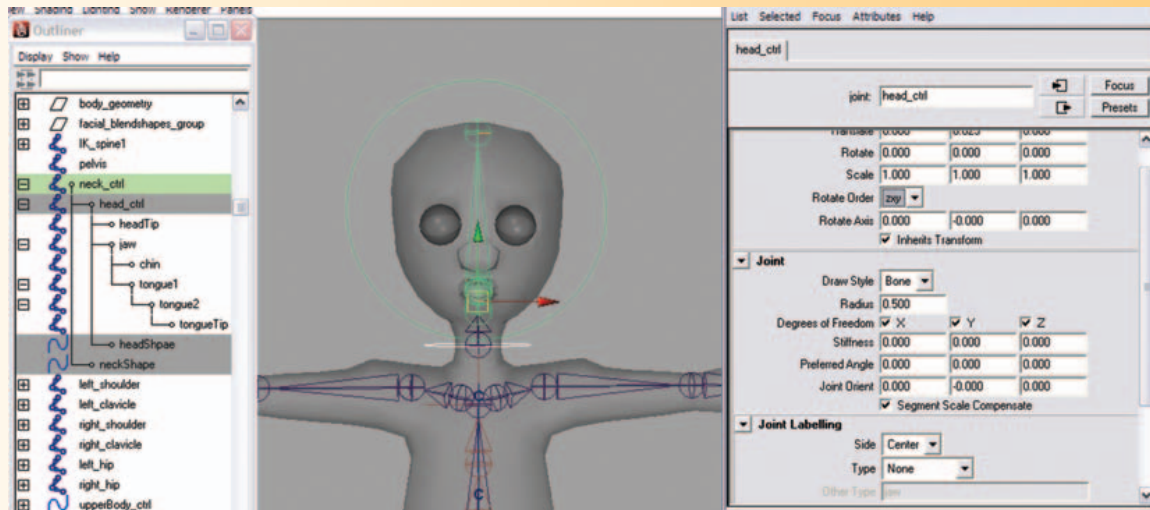 ew Shading Lighting Show Renderer Panels
Outliner
Display Show Help
body_geometry
facial_blendshapes_group
IK_spine1
pelvis
neck_ctrl
head_ctrl
headTip
jaw
chin
tongue1
tongue2
tongueTip
headShpae
neckShape
left_shoulder
left_clavicle
right_shoulder
right_clavicle
left_hip
right_hip
upperBody_ctrl
C
C
List Selected Focus Attributes Help
head_ctrl
joint: head_ctrl
Focus
Presets
Translate 0.000 0.025 0.000
Rotate 0.000 0.000 0.000
Scale 1.000 1.000 1.000
Rotate Order zxy
Rotate Axis 0.000 -0.000 0.000
Inherits Transform
Joint
Draw Style Bone
Radius 0.500
Degrees of Freedom X Y Z
Stiffness 0.000 0.000 0.000
Preferred Angle 0.000 0.000 0.000
Joint Orient 0.000 -0.000 0.000
Segment Scale Compensate
Joint Labelling
Side Center
Type None
Other Type jaw